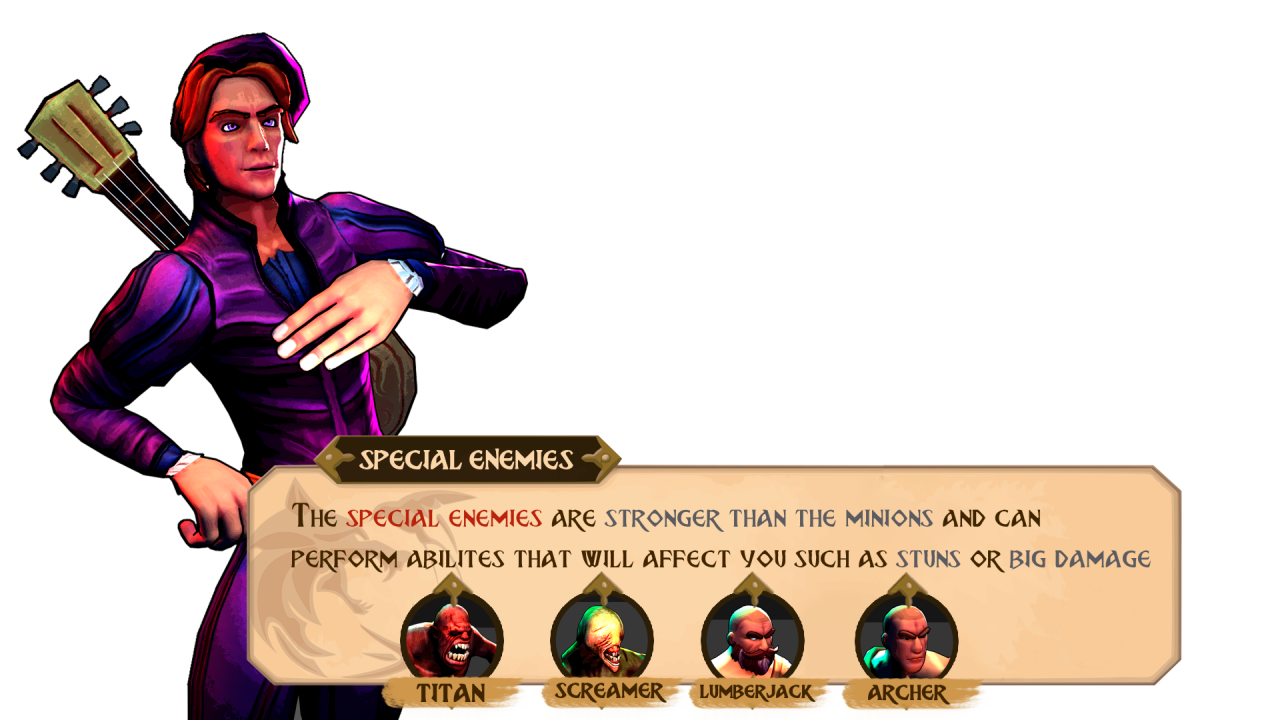 SPECIAL ENEMIES
THE SPECIAL ENEMIES ARE STRONGER THAN THE MINIONS AND CAN
PERFORM ABILITES THAT WILL AFFECT YOU SUCH AS STUNS OR BIG DAMAGE
TITAN SCREAMER LUMBERJACK ARCHER